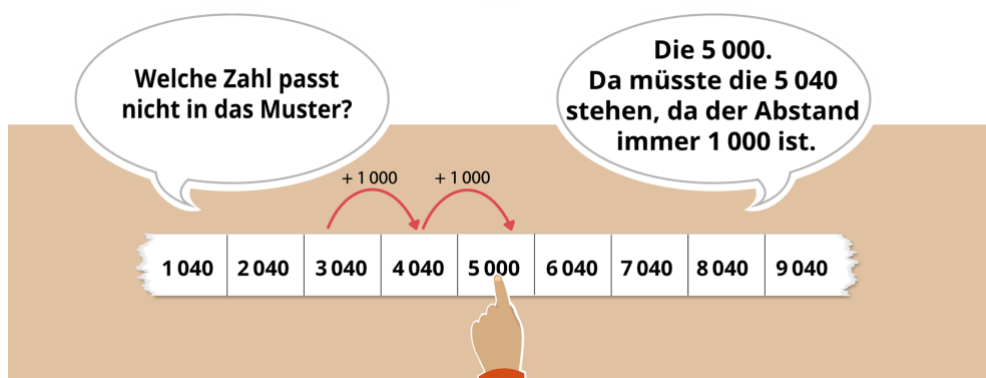 Welche Zahl passt
nicht in das Muster?
Die 5 000.
Da müsste die 5 040
stehen, da der Abstand
immer 1 000 ist.
+ 1 000 + 1 000
1 040 2 040 3 040 4 040 5 000 6 040 7 040 8 040 9 040